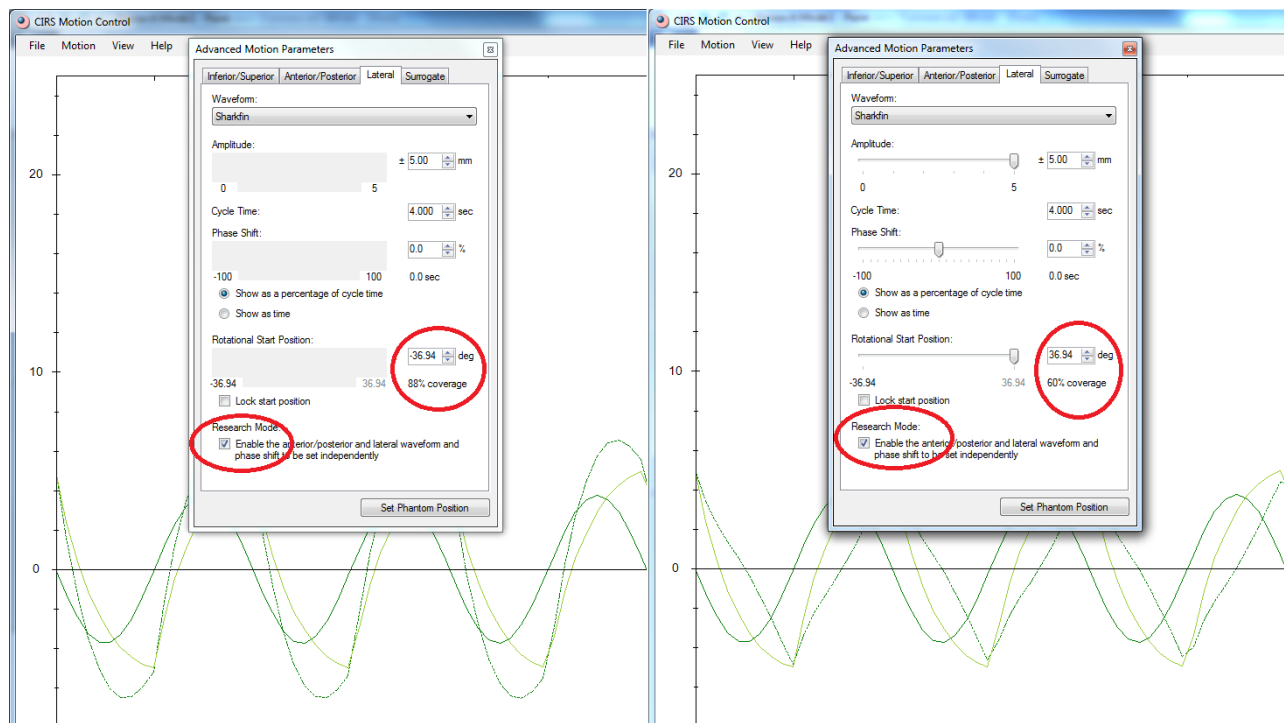 CIRS Motion Control
File Motion View Help
Advanced Motion Parameters
Inferior/Superior Anterior/Posterior Lateral Surrogate
Waveform:
Sharkfin
Amplitude:
± 5.00 mm
0 5
Cycle Time: 4.000 sec
Phase Shift:
0.0 %
-100 100 0.0 sec
Show as a percentage of cycle time
Show as time
Rotational Start Position:
-36.94 deg
-36.94 36.94 88% coverage
Lock start position
Research Mode:
Enable the anterior/posterior and lateral waveform and
phase shift to be set independently
Set Phantom Position
20
10
0
CIRS Motion Control
File Motion View Help
Advanced Motion Parameters
Inferior/Superior Anterior/Posterior Lateral Surrogate
Waveform:
Sharkfin
Amplitude:
± 5.00 mm
0 5
Cycle Time: 4.000 sec
Phase Shift:
0.0 %
-100 100 0.0 sec
Show as a percentage of cycle time
Show as time
Rotational Start Position:
36.94 deg
-36.94 36.94 60% coverage
Lock start position
Research Mode:
Enable the anterior/posterior and lateral waveform and
phase shift to be set independently
Set Phantom Position
20
10
0